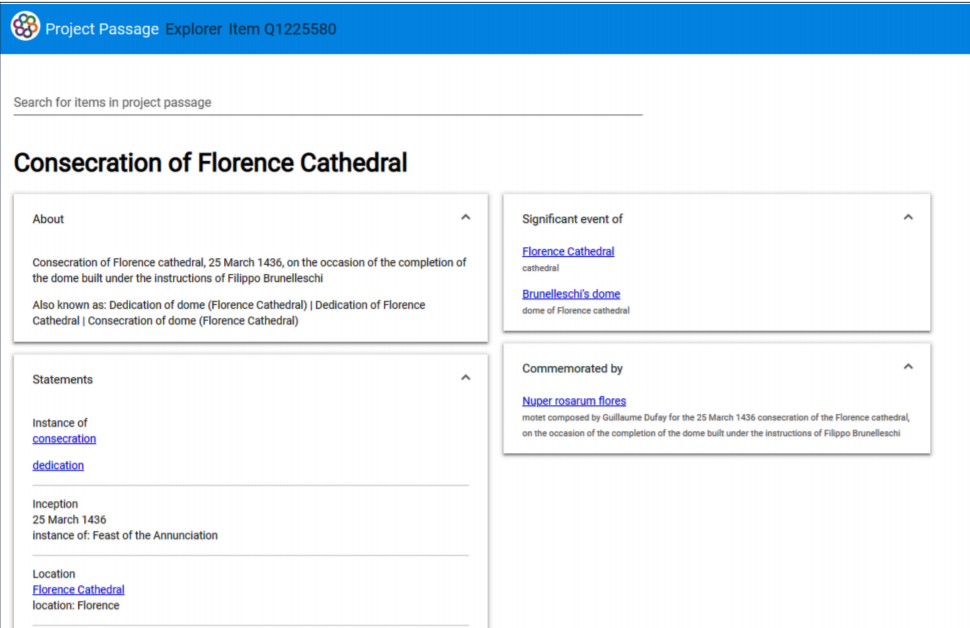 Project Passage Explorer Item Q1225580
Search for items in project passage
Consecration of Florence Cathedral
About
Consecration of Florence cathedral, 25 March 1436, on the occasion of the completion of
the dome built under the instructions of Filippo Brunelleschi
Also known as: Dedication of dome (Florence Cathedral) | Dedication of Florence
Cathedral | Consecration of dome (Florence Cathedral)
Statements
Instance of
consecration
dedication
Inception
25 March 1436
instance of: Feast of the Annunciation
Location
Florence Cathedral
location: Florence
Significant event of
Florence Cathedral
cathedral
Brunelleschi's dome
dome of Florence cathedral
Commemorated by
Nuper rosarum flores
motet composed by Guillaume Dufay for the 25 March 1436 consecration of the Florence cathedral,
on the occasion of the completion of the dome built under the instructions of Filippo Brunelleschi